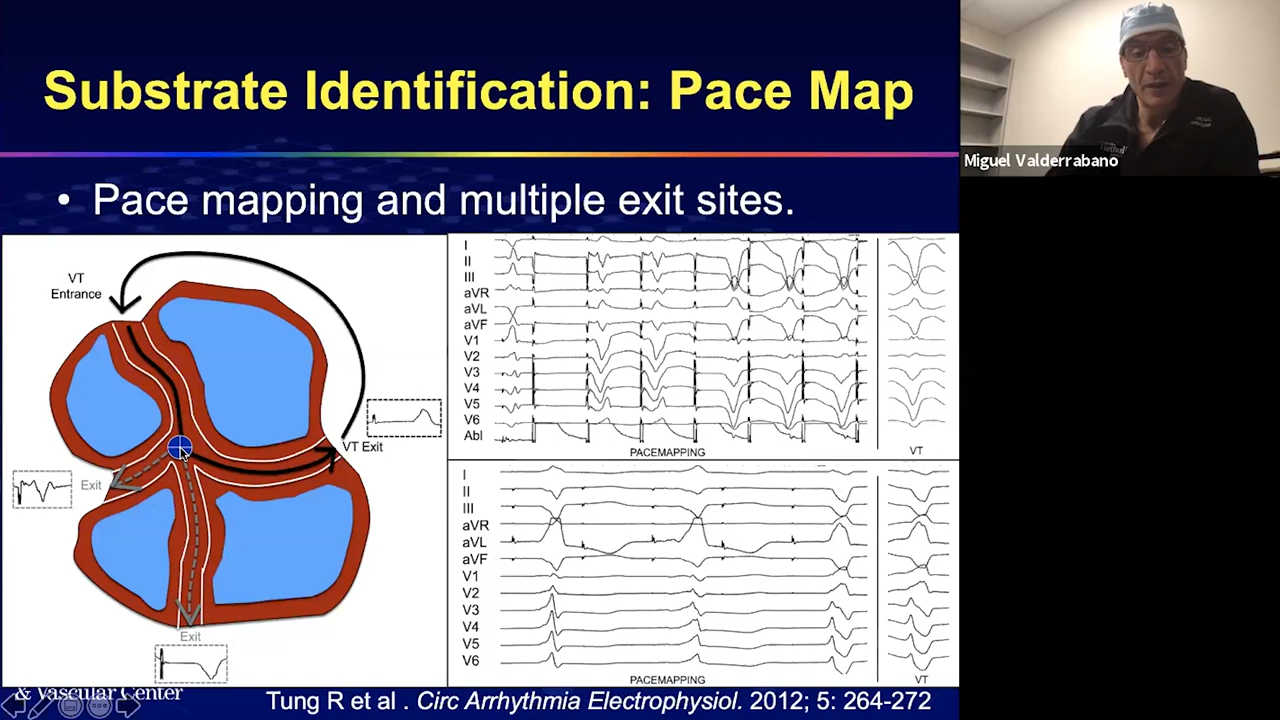 Substrate Identification: Pace Map
Miguel Valderrabano
• Pace mapping and multiple exit sites.
VT
Entrance
VT Exit
Exit
Exit
I
II
III
aVR
aVL
aVF
V1
V2
V3
V4
V5
V6
Abl
PACEMAPPING
VT
I
II
III
aVR
aVL
aVF
V1
V2
V3
V4
V5
V6
PACEMAPPING
VT
& Vascular Center
Tung R et al . Circ Arrhythmia Electrophysiol. 2012; 5: 264-272